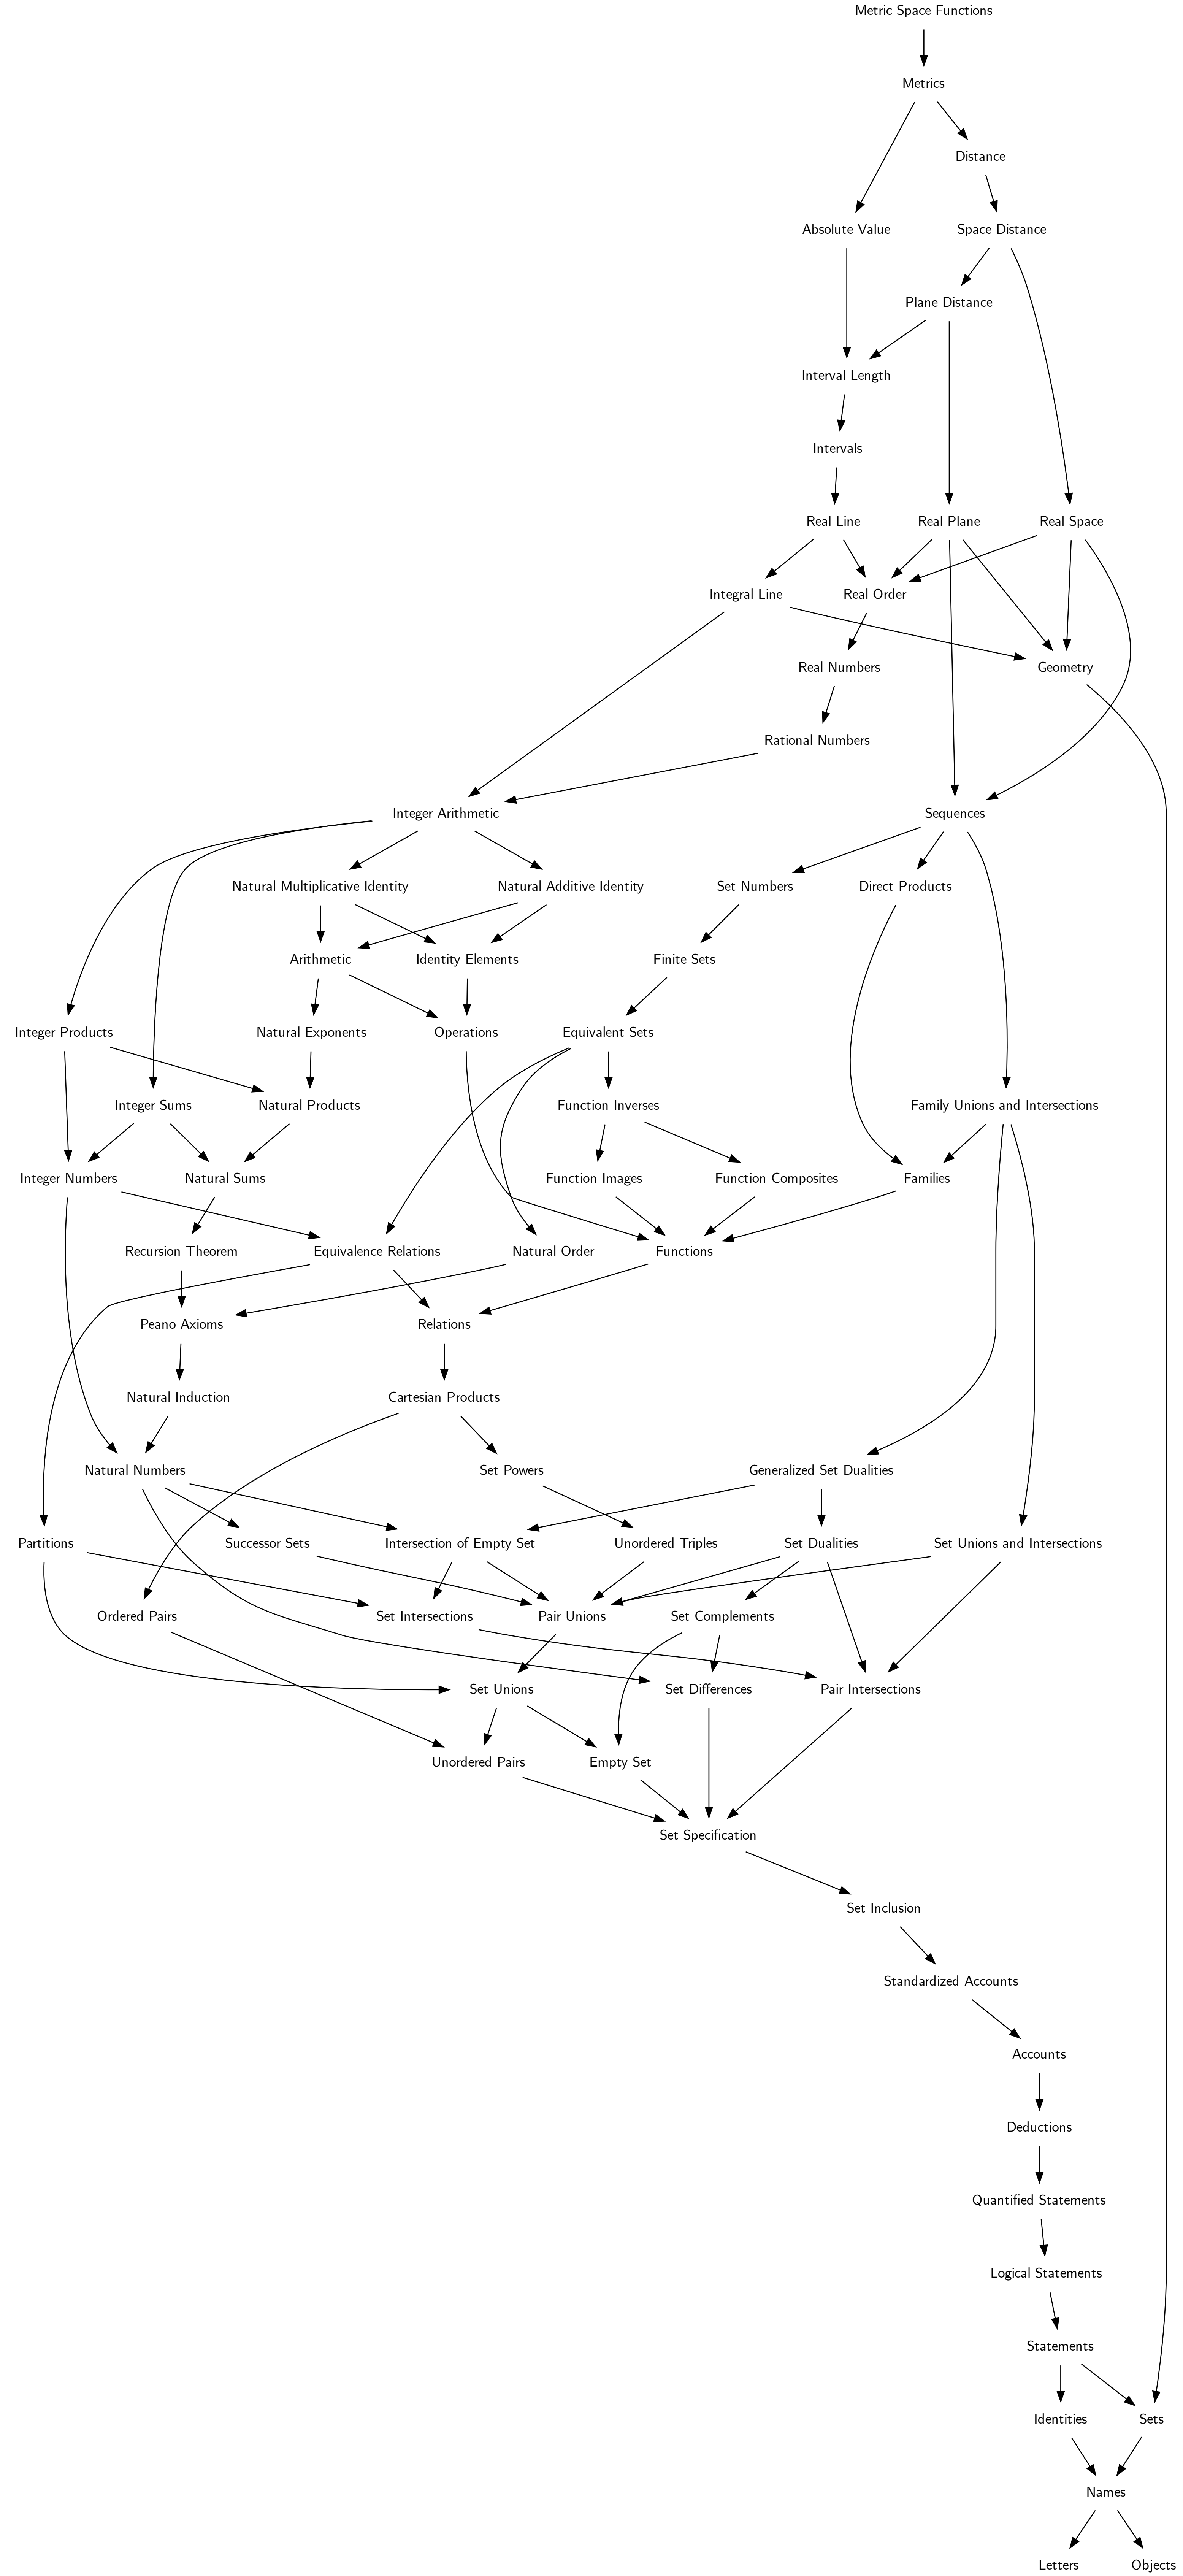 Metric Space Functions
Metrics
Distance
Absolute Value
Space Distance
Plane Distance
Interval Length
Intervals
Real Line
Real Plane
Real Space
Integral Line
Real Order
Real Numbers
Geometry
Rational Numbers
Integer Arithmetic
Sequences
Natural Multiplicative Identity
Natural Additive Identity
Set Numbers
Direct Products
Arithmetic
Identity Elements
Finite Sets
Integer Products
Natural Exponents
Operations
Equivalent Sets
Integer Sums
Natural Products
Function Inverses
Family Unions and Intersections
Integer Numbers
Natural Sums
Function Images
Function Composites
Families
Recursion Theorem
Equivalence Relations
Natural Order
Functions
Peano Axioms
Relations
Natural Induction
Cartesian Products
Natural Numbers
Set Powers
Generalized Set Dualities
Partitions
Successor Sets
Intersection of Empty Set
Unordered Triples
Set Dualities
Set Unions and Intersections
Ordered Pairs
Set Intersections
Pair Unions
Set Complements
Set Unions
Set Differences
Pair Intersections
Unordered Pairs
Empty Set
Set Specification
Set Inclusion
Standardized Accounts
Accounts
Deductions
Quantified Statements
Logical Statements
Statements
Identities
Sets
Names
Letters
Objects